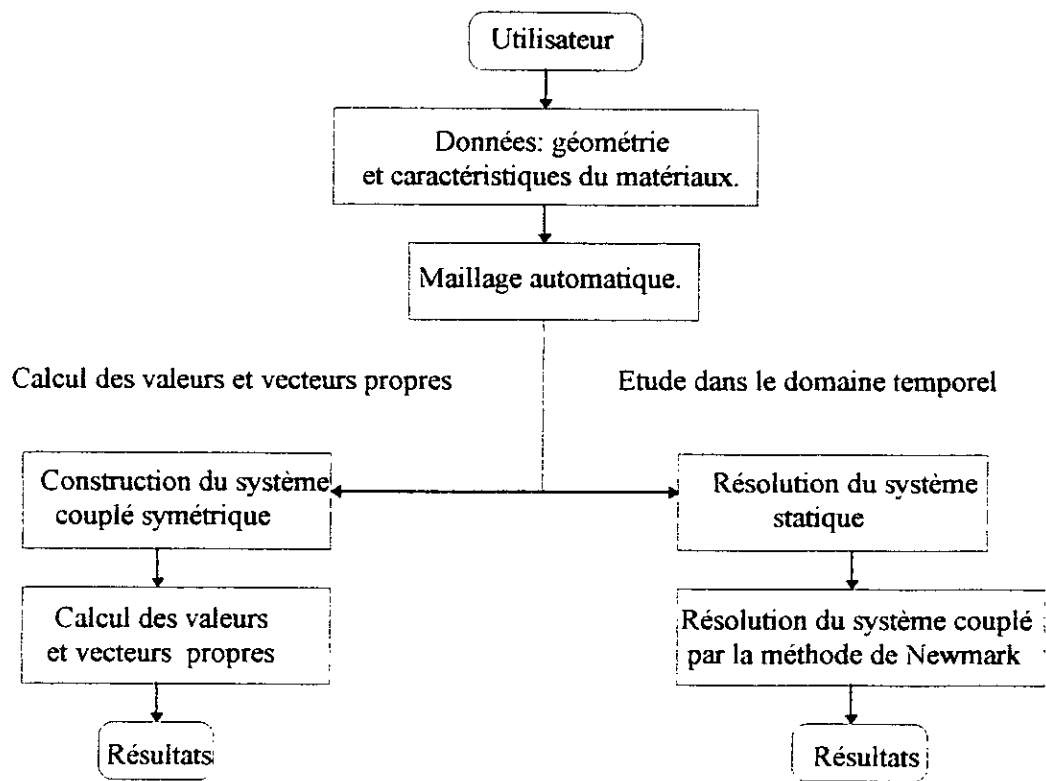 Utilisateur
Données: géométrie
et caractéristiques du matériaux.
Maillage automatique.
Calcul des valeurs et vecteurs propres
Etude dans le domaine temporel
Construction du système
couplé symétrique
Résolution du système
statique
Calcul des valeurs
et vecteurs propres
Résolution du système couplé
par la méthode de Newmark
Résultats
Résultats